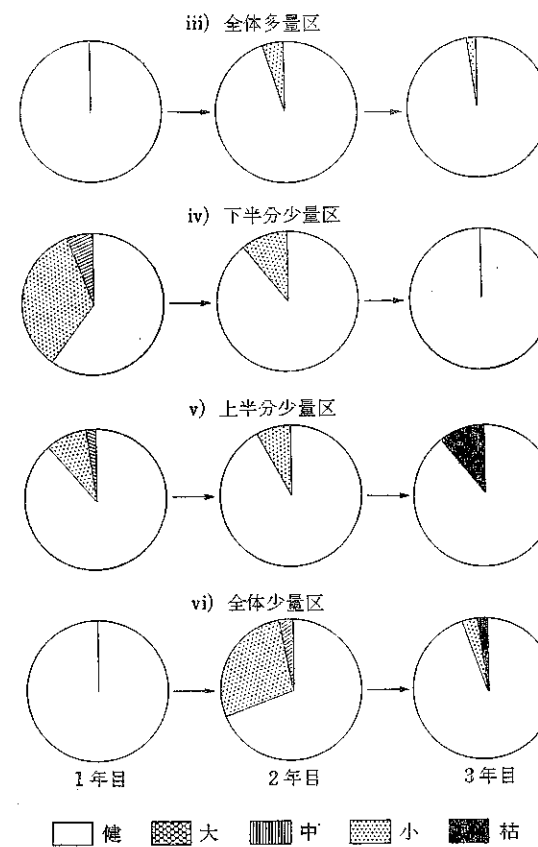 iii) 全体多量区
iv) 下半分少量区
v) 上半分少量区
vi) 全体少量区
1年目 2年目 3年目
健 大 中 小 枯